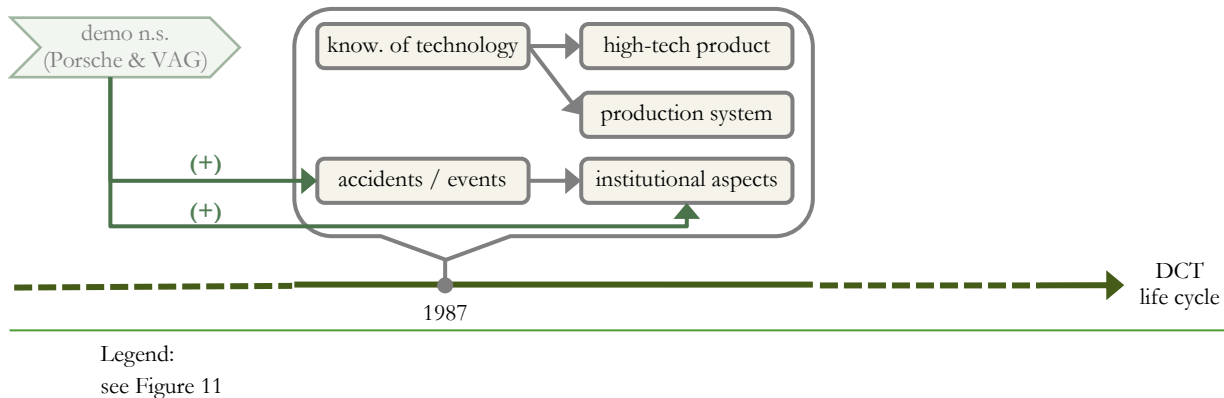 demo n.s.
(Porsche & VAG)
know. of technology
high-tech product
production system
(+)
accidents / events
institutional aspects
(+)
1987
DCT
life cycle
Legend:
see Figure 11